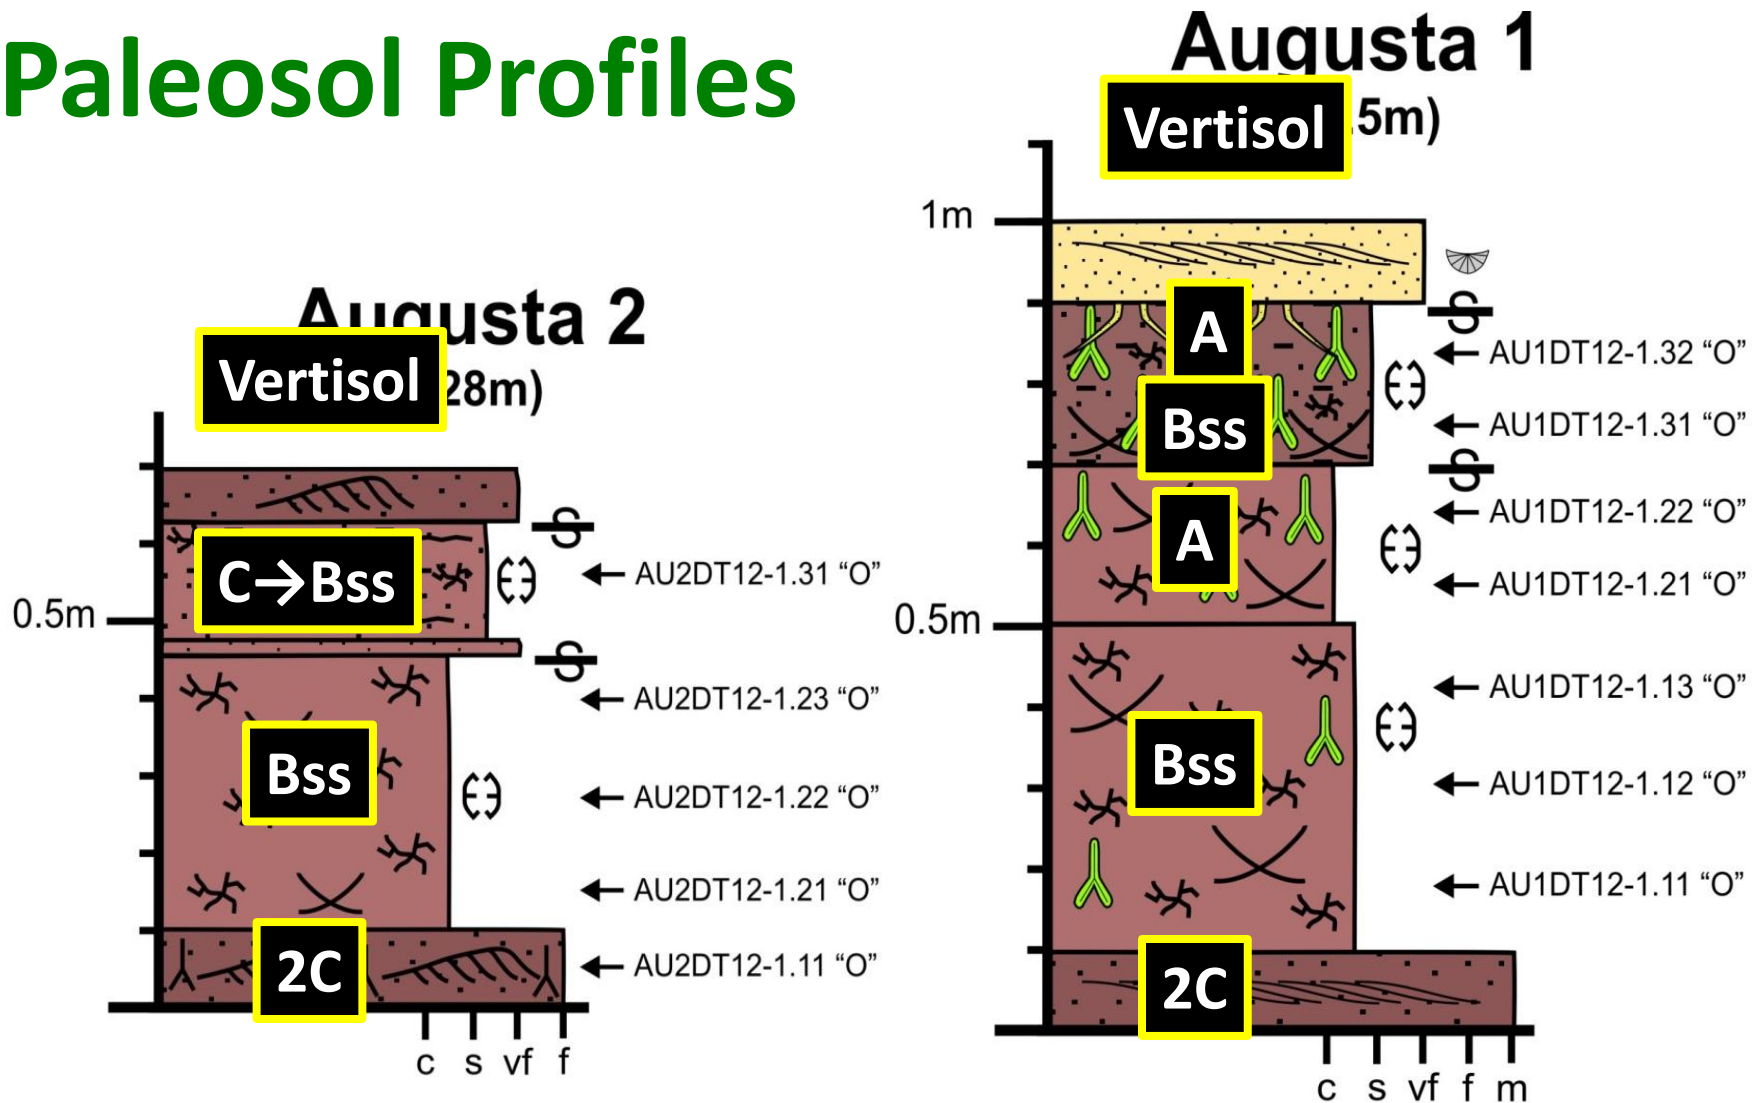 Paleosol Profiles
Augusta 2
Vertisol
28m)
C→Bss
0.5m
Bss
2C
AU2DT12-1.31 “O”
AU2DT12-1.23 “O”
AU2DT12-1.22 “O”
AU2DT12-1.21 “O”
AU2DT12-1.11 “O”
c s vf f
Augusta 1
Vertisol
.5m)
1m
A
Bss
A
0.5m
Bss
2C
AU1DT12-1.32 “O”
AU1DT12-1.31 “O”
AU1DT12-1.22 “O”
AU1DT12-1.21 “O”
AU1DT12-1.13 “O”
AU1DT12-1.12 “O”
AU1DT12-1.11 “O”
c s vf f m